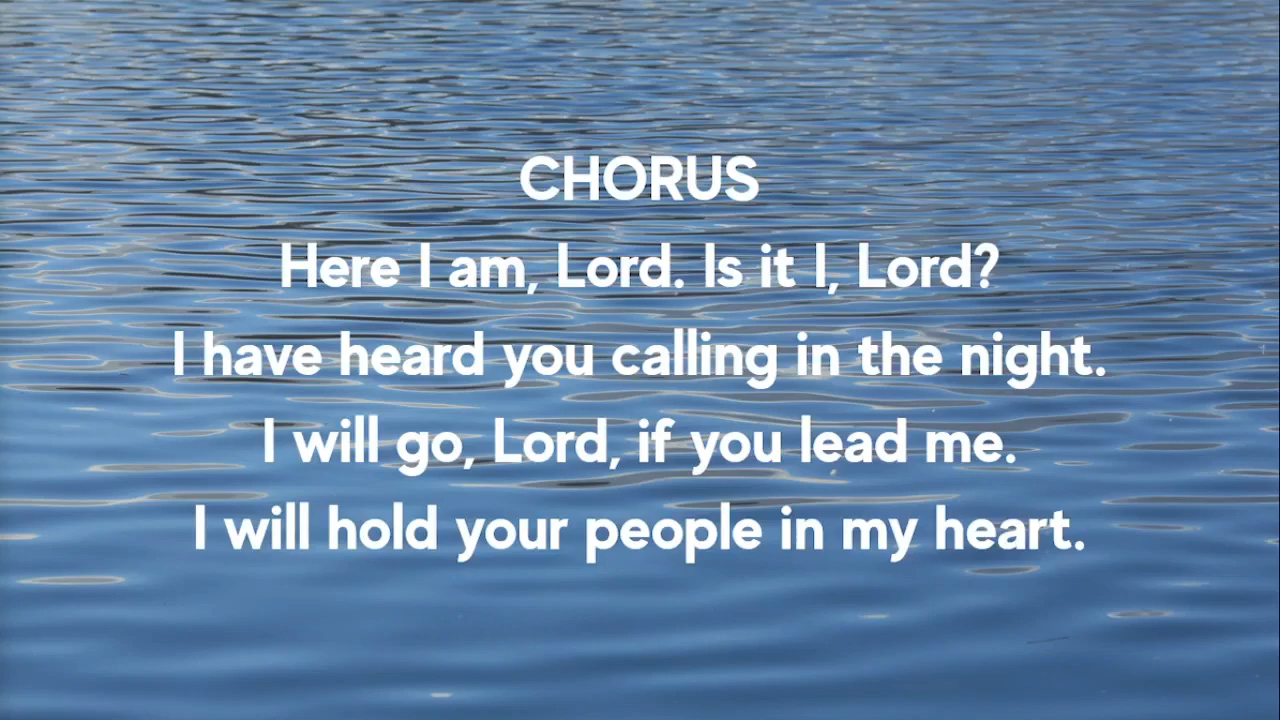 CHORUS
Here I am, Lord. Is it I, Lord?
I have heard you calling in the night.
I will go, Lord, if you lead me.
I will hold your people in my heart.